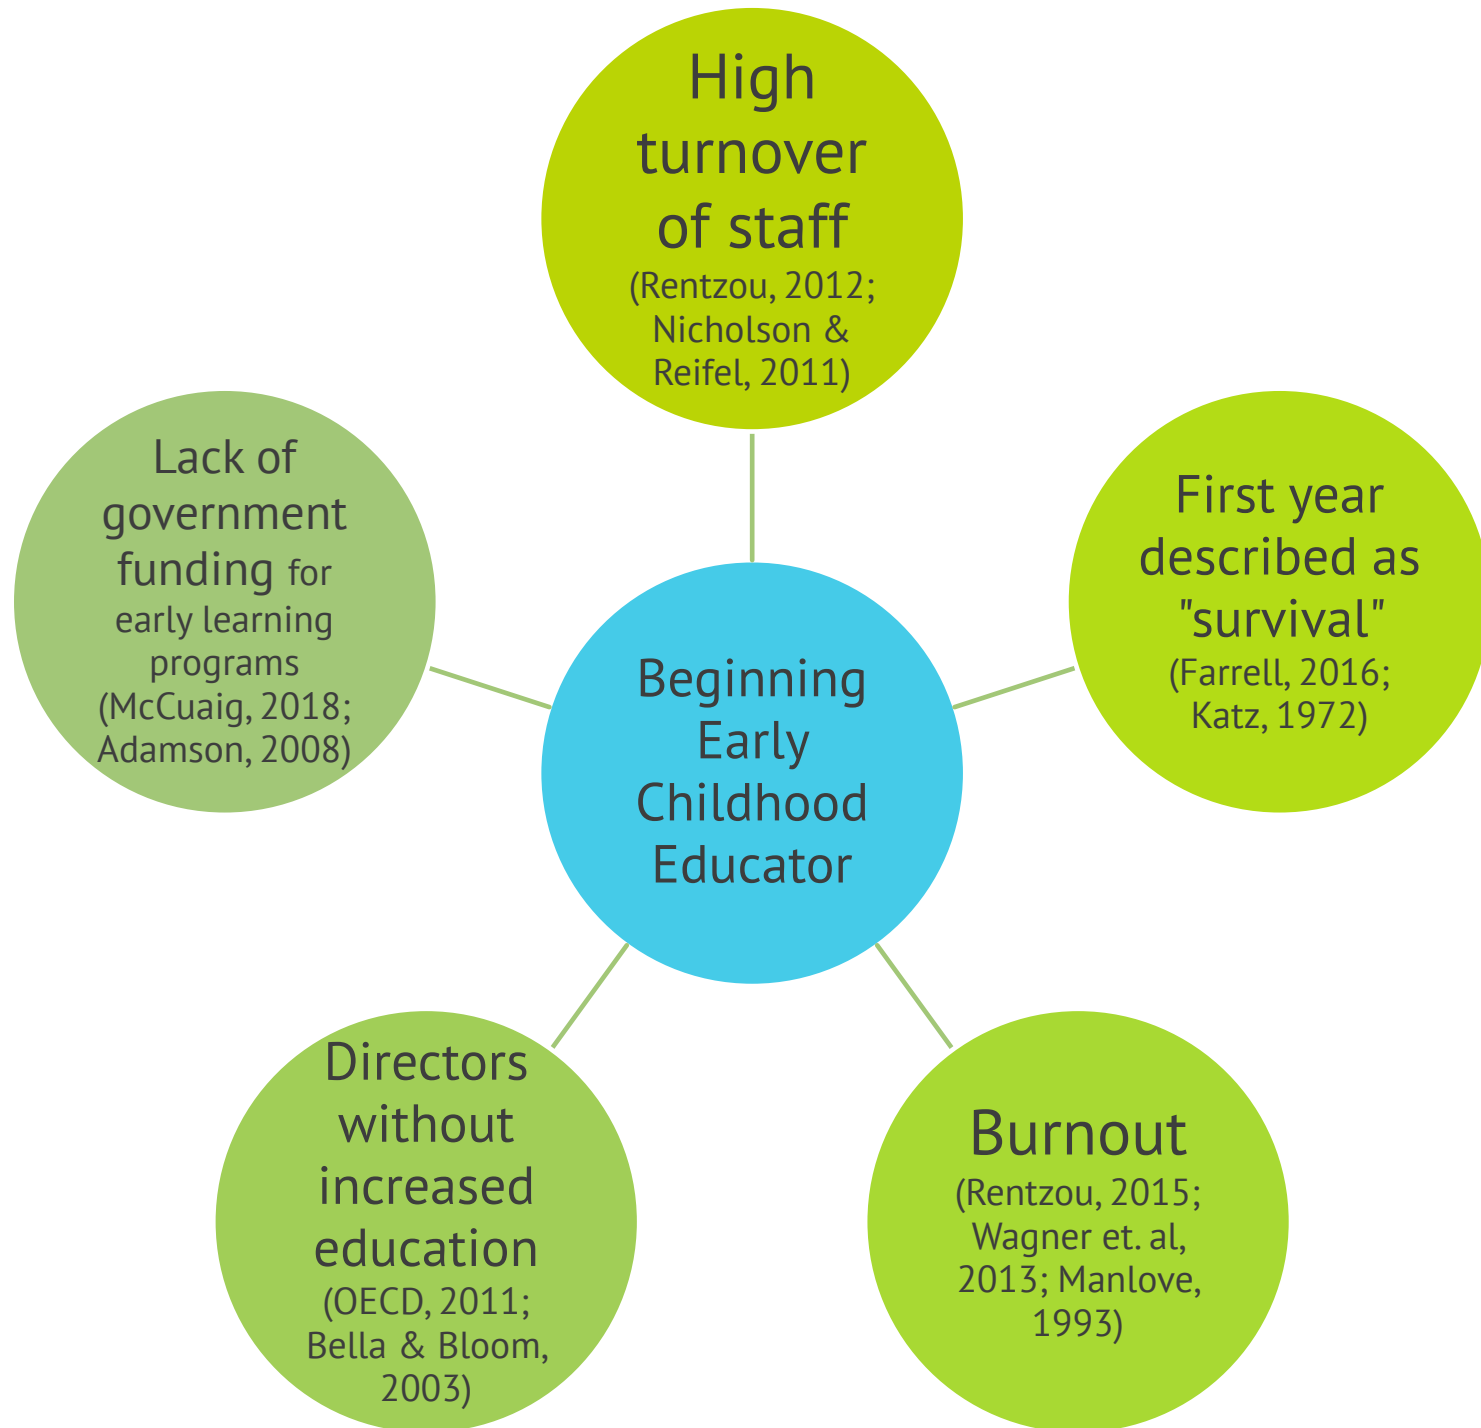 High
turnover
of staff
(Rentzou, 2012;
Nicholson &
Reifel, 2011)
First year
described as
"survival"
(Farrell, 2016;
Katz, 1972)
Burnout
(Rentzou, 2015;
Wagner et. al,
2013; Manlove,
1993)
Directors
without
increased
education
(OECD, 2011;
Bella & Bloom,
2003)
Lack of
government
funding for
early learning
programs
(McCuaig, 2018;
Adamson, 2008)
Beginning
Early
Childhood
Educator